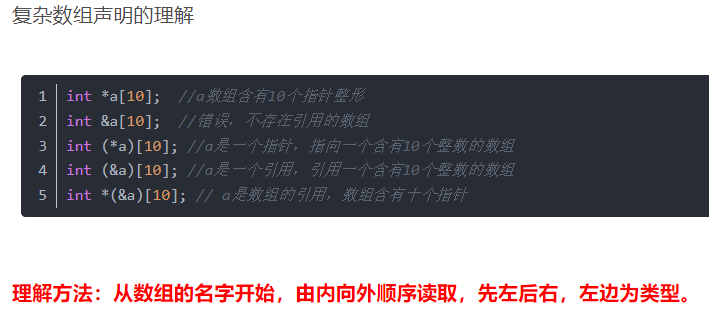 复杂数组声明的理解
1 int *a[10]; //a数组含有10个指针整形
2 int &a[10]; //错误，不存在引用的数组
3 int (*a)[10]; //a是一个指针，指向一个含有10个整数的数组
4 int (&a)[10]; //a是一个引用，引用一个含有10个整数的数组
5 int *(&a)[10]; // a是数组的引用，数组含有十个指针
理解方法：从数组的名字开始，由内向外顺序读取，先左后右，左边为类型。